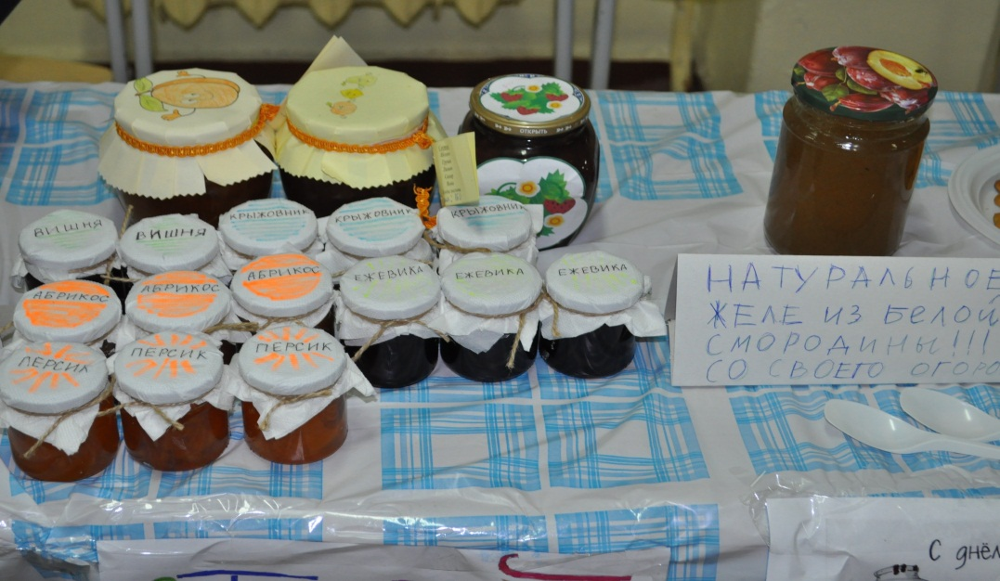 ОТКРЫТЬ
ВИШНЯ
ВИШНЯ
КРЫЖОВНИК
КРЫЖОВНИК
КРЫЖОВНИК
АБРИКОС
АБРИКОС
АБРИКОС
ЕЖЕВИКА
ЕЖЕВИКА
ЕЖЕВИКА
ПЕРСИК
ПЕРСИК
ПЕРСИК
НАТУРАЛЬНОЕ
ЖЕЛЕ ИЗ БЕЛОЙ
СМОРОДИНЫ!!!
СО СВОЕГО ОГОРО
С днём